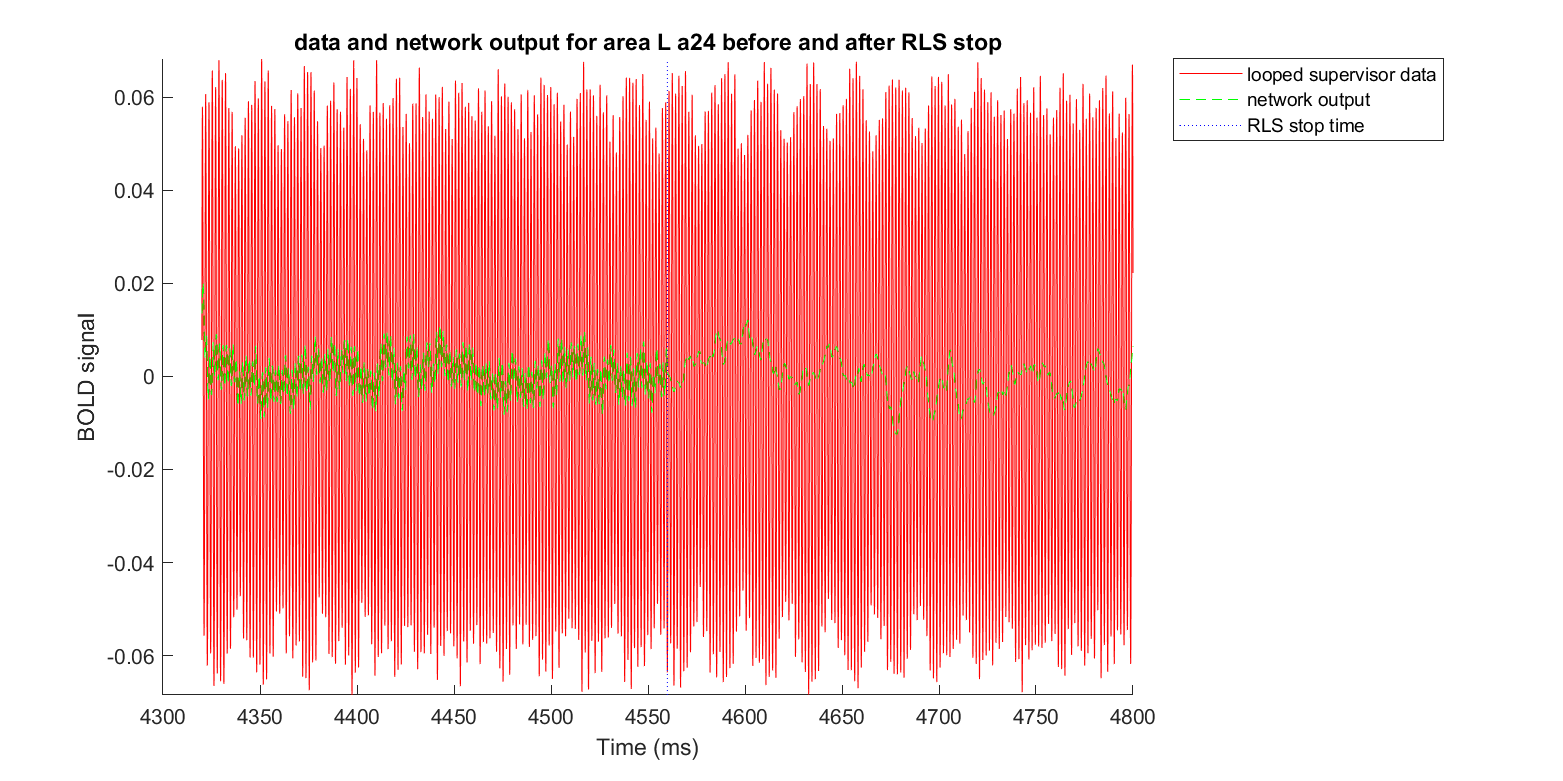 data and network output for area L a24 before and after RLS stop
looped supervisor data
network output
RLS stop time
BOLD signal
0.06
0.04
0.02
0
-0.02
-0.04
-0.06
4300 4350 4400 4450 4500 4550 4600 4650 4700 4750 4800
Time (ms)